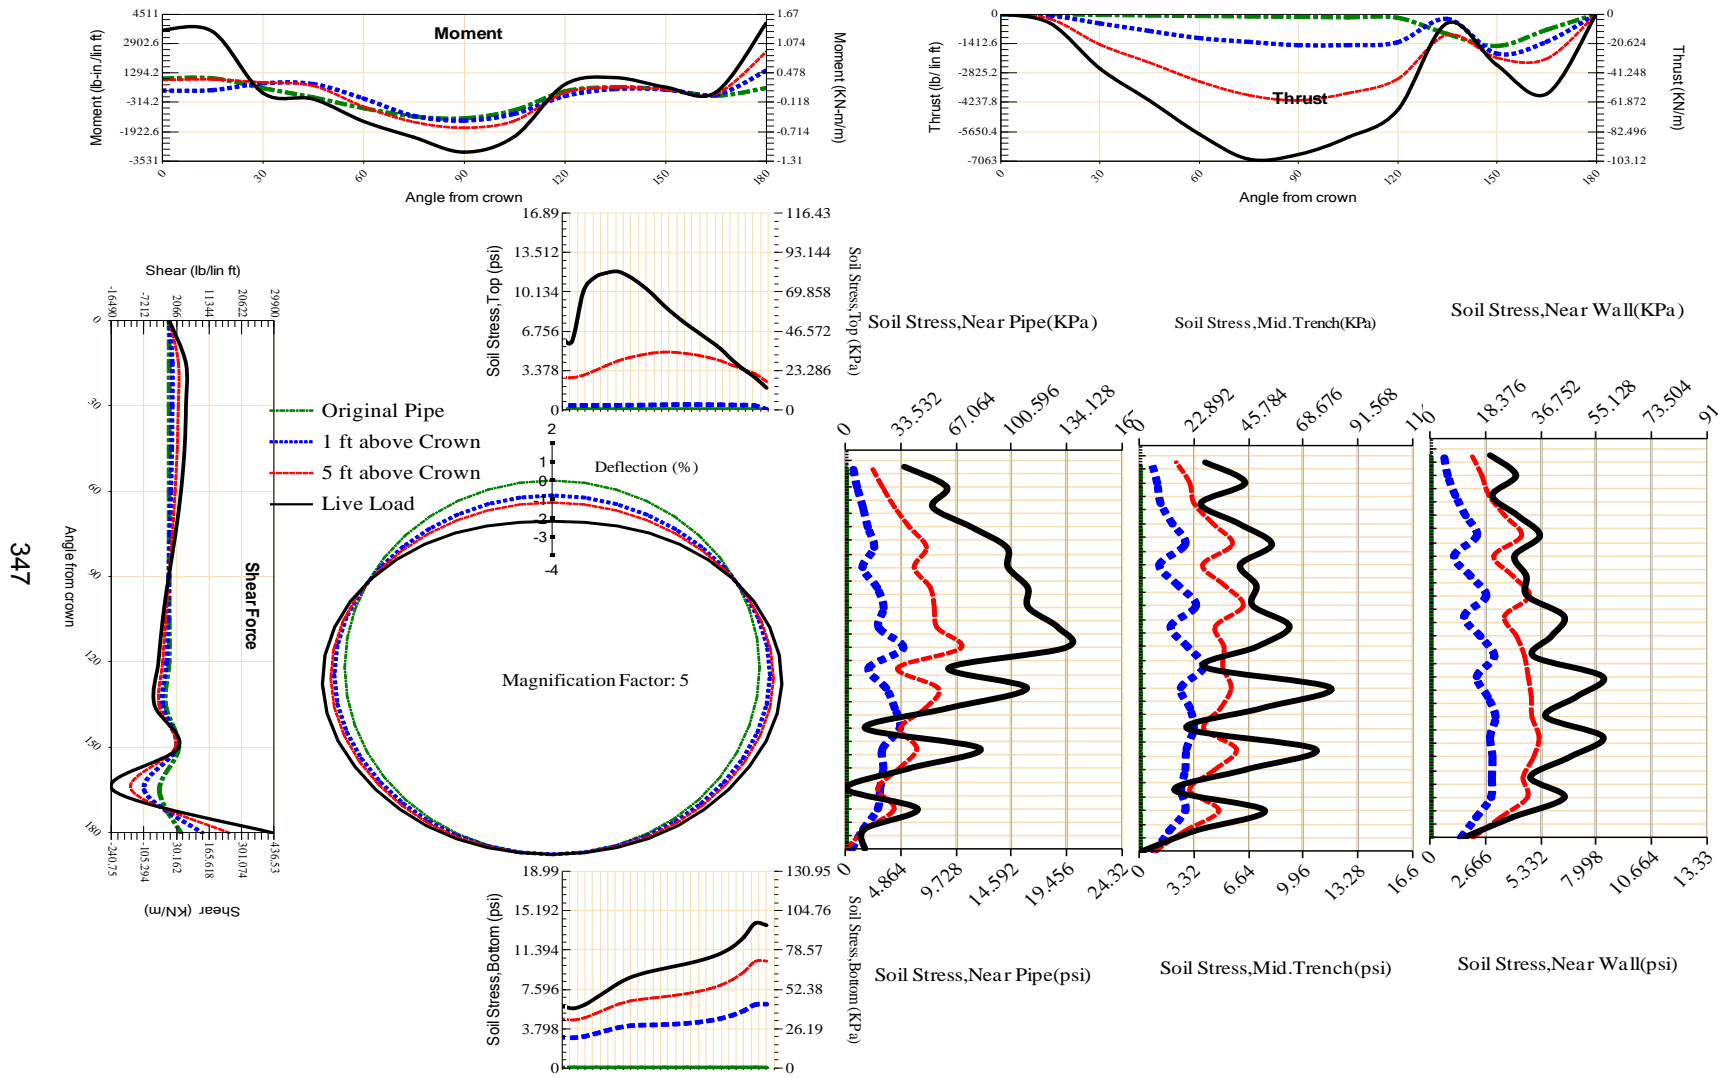 4511
2902.6
1294.2
-314.2
-1922.6
-3531
Moment (lb-in./lin ft)
Moment
1.67
1.074
0.478
-0.118
-0.714
-1.31
Moment (KN-m/m)
0 30 60 90 120 150 180
Angle from crown
0
-1412.6
-2825.2
-4237.8
-5650.4
-7063
Thrust (lb/ lin ft)
Thrust
0
-20.624
-41.248
-61.872
-82.496
-103.12
Thrust (KN/m)
0 30 60 90 120 150 180
Angle from crown
16.89
13.512
10.134
6.756
3.378
0
Soil Stress,Top (psi)
116.43
93.144
69.858
46.572
23.286
0
Soil Stress,Top (KPa)
Shear (lb/lin ft)
-16490 -7212 2066 11344 20622 29900
0
30
60
90
120
150
180
Angle from crown
Shear Force
-240.75 -105.294 30.162 165.618 301.074 436.53
Shear (KN/m)
347
Original Pipe
1 ft above Crown
5 ft above Crown
Live Load
2
1
0
-1
-2
-3
-4
Deflection (%)
Magnification Factor: 5
18.99
15.192
11.394
7.596
3.798
0
Soil Stress,Bottom (psi)
130.95
104.76
78.57
52.38
26.19
0
Soil Stress,Bottom (KPa)
Soil Stress,Near Pipe(KPa)
0 33.532 67.064 100.596 134.128 16
0 4.864 9.728 14.592 19.456 24.32
Soil Stress,Near Pipe(psi)
Soil Stress,Mid. Trench(KPa)
0 22.892 45.784 68.676 91.568 11
0 3.32 6.64 9.96 13.28 16.6
Soil Stress,Mid.Trench(psi)
Soil Stress,Near Wall(KPa)
0 18.376 36.752 55.128 73.504 91
0 2.666 5.332 7.998 10.664 13.33
Soil Stress,Near Wall(psi)